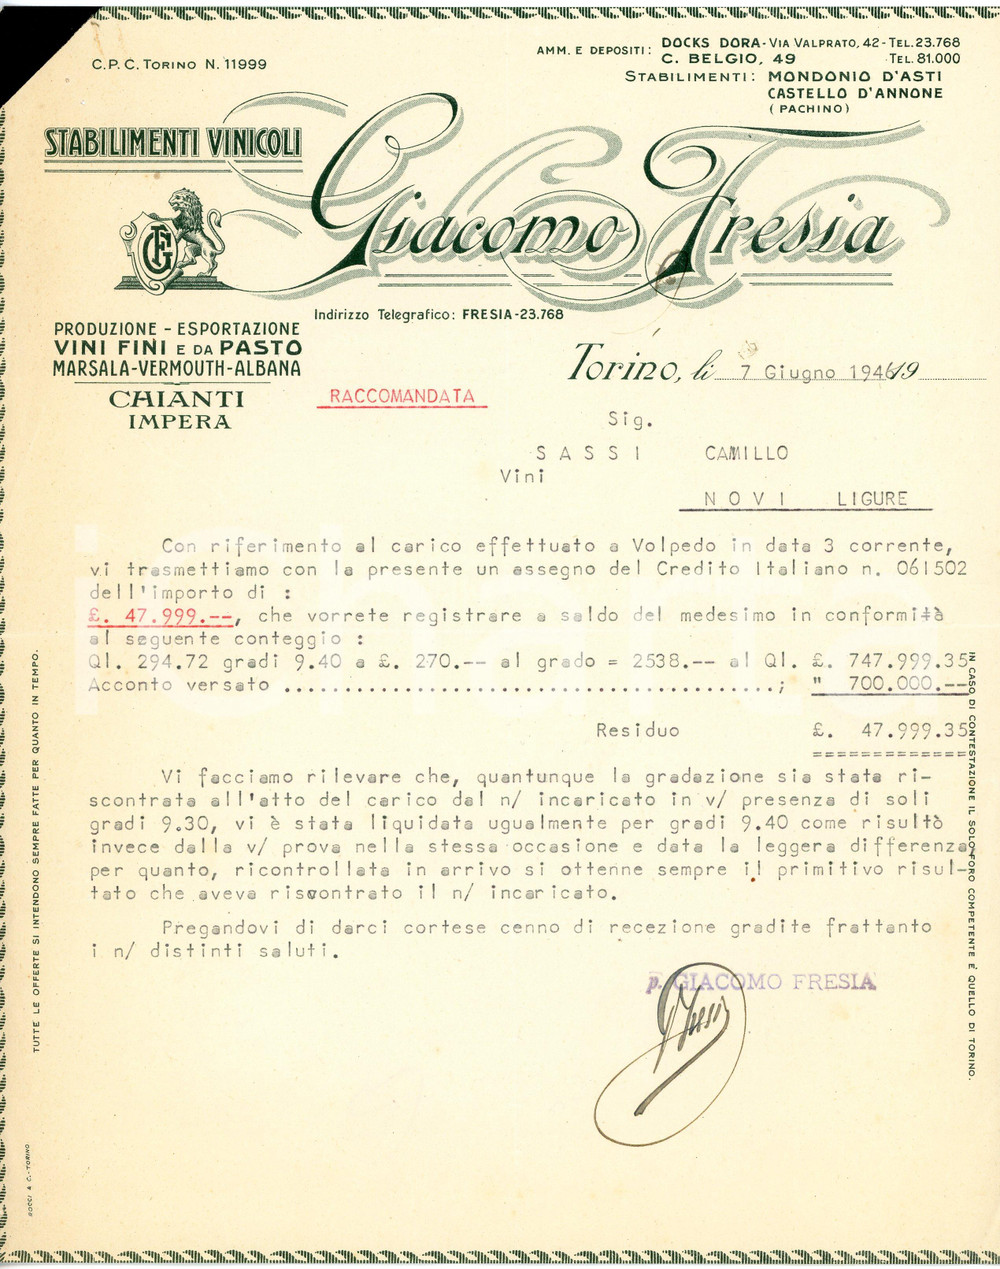 C.P.C. TORINO N. 11999
AMM. E DEPOSITI: DOCKS DORA - VIA VALPRATO, 42 - TEL. 23.768
C. BELGIO, 49 - TEL. 81.000
STABILIMENTI: MONDONIO D'ASTI
CASTELLO D'ANNONE
(PACHINO)
STABILIMENTI VINICOLI
Giacomo Fresia
Indirizzo Telegrafico: FRESIA-23.768
PRODUZIONE - ESPORTAZIONE
VINI FINI E DA PASTO
MARSALA-VERMOUTH-ALBANA
CHIANTI
IMPERA
Torino, li 7 Giugno 194619
RACCOMANDATA
Sig.
S A S S I CAMILLO
Vini
N O V I LIGURE
Con riferimento al carico effettuato a Volpedo in data 3 corrente,
vi trasmettiamo con la presente un assegno del Credito Italiano n. 061502
dell'importo di :
£. 47.999.--, che vorrete registrare a saldo del medesimo in conformità
al seguente conteggio :
Ql. 294.72 gradi 9.40 a £. 270.-- al grado = 2538.-- al Ql. £. 747.999.35
Acconto versato .........................................; " 700.000.--
Residuo £. 47.999.35
=============
Vi facciamo rilevare che, quantunque la gradazione sia stata ri-
scontrata all'atto del carico dal n/ incaricato in v/ presenza di soli
gradi 9.30, vi è stata liquidata ugualmente per gradi 9.40 come risultò
invece dalla v/ prova nella stessa occasione e data la leggera differenza,
per quanto, ricontrollata in arrivo si ottenne sempre il primitivo risul-
tato che aveva riscontrato il n/ incaricato.
Pregandovi di darci cortese cenno di recezione gradite frattanto
i n/ distinti saluti.
p. GIACOMO FRESIA
TUTTE LE OFFERTE SI INTENDONO SEMPRE FATTE PER QUANTO IN TEMPO.
IN CASO DI CONTESTAZIONE IL SOLO FORO COMPETENTE È QUELLO DI TORINO.